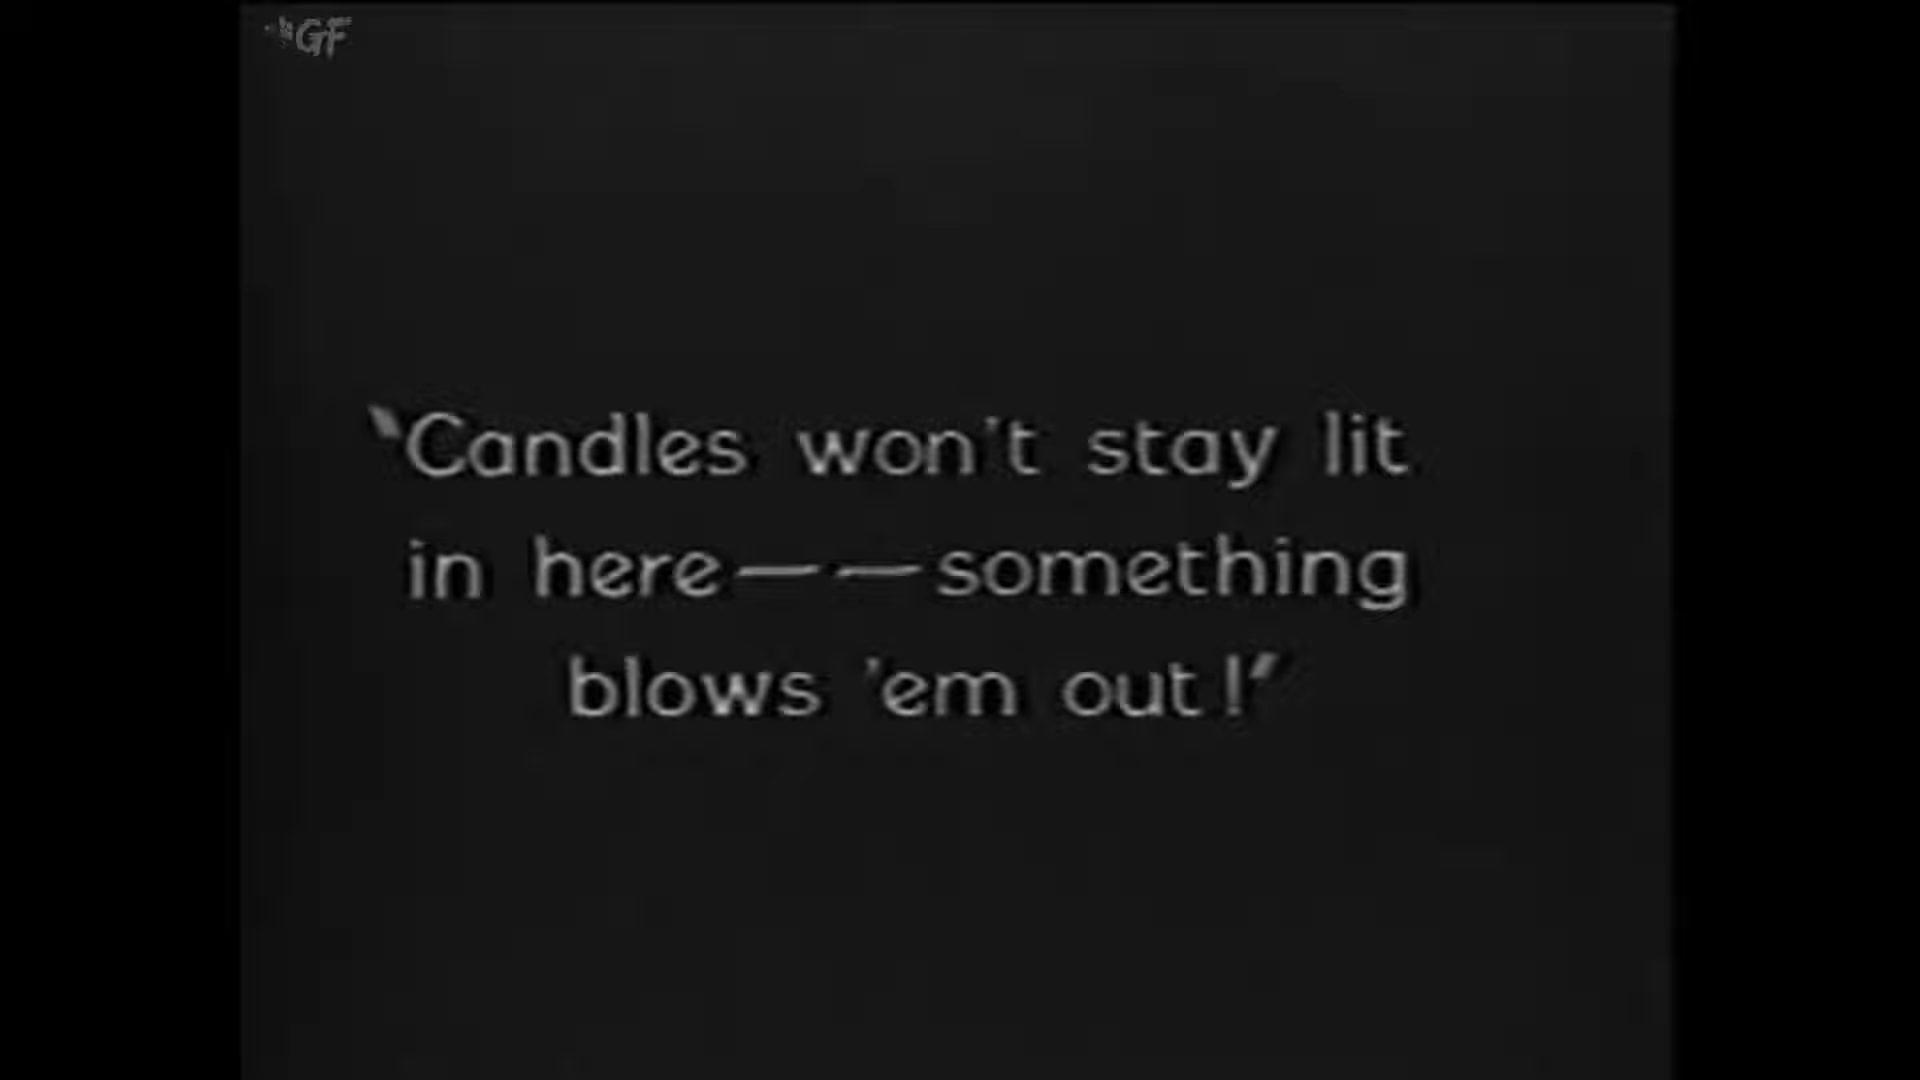 GF
"Candles won't stay lit
in here——something
blows 'em out!"